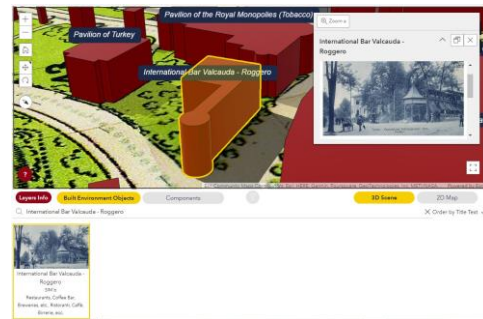 Pavilion of the Royal Monopolies (Tobacco)
Pavilion of Turkey
International Bar Valcauda - Roggero
Zoom a
International Bar Valcauda -
Roggero
Layers Info
Built Environment Objects
Components
3D Scene
2D Map
International Bar Valcauda - Roggero
Order by Title Text
International Bar Valcauda -
Roggero
Restaurants, Coffee Bar,
Breweries, etc. Ristoranti, Caffè,